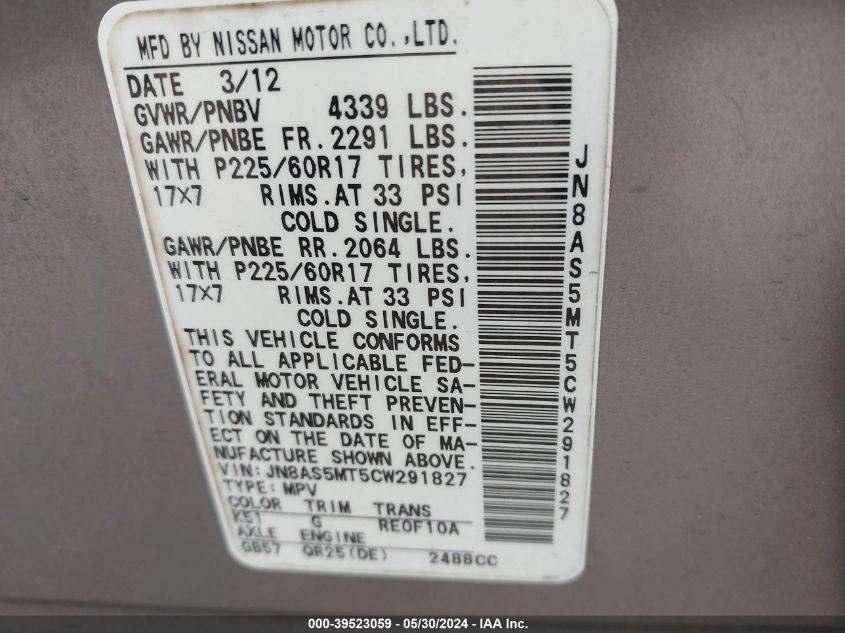 MFD BY NISSAN MOTOR CO.,LTD.
DATE 3/12
GVWR/PNBV 4339 LBS.
GAWR/PNBE FR.2291 LBS.
WITH P225/60R17 TIRES,
17X7 RIMS.AT 33 PSI
COLD SINGLE.
GAWR/PNBE RR.2064 LBS.
WITH P225/60R17 TIRES,
17X7 RIMS.AT 33 PSI
COLD SINGLE.
THIS VEHICLE CONFORMS
TO ALL APPLICABLE FED-
ERAL MOTOR VEHICLE SA-
FETY AND THEFT PREVEN-
TION STANDARDS IN EFF-
ECT ON THE DATE OF MA-
NUFACTURE SHOWN ABOVE.
VIN:JN8AS5MT5CW291827
TYPE:MPV
COLOR TRIM TRANS
K51 G RE0F10A
AXLE ENGINE
GB57 QR25(DE) 2488CC
JN8AS5MT5CW291827
000-39523059 — 05/30/2024 — IAA Inc.